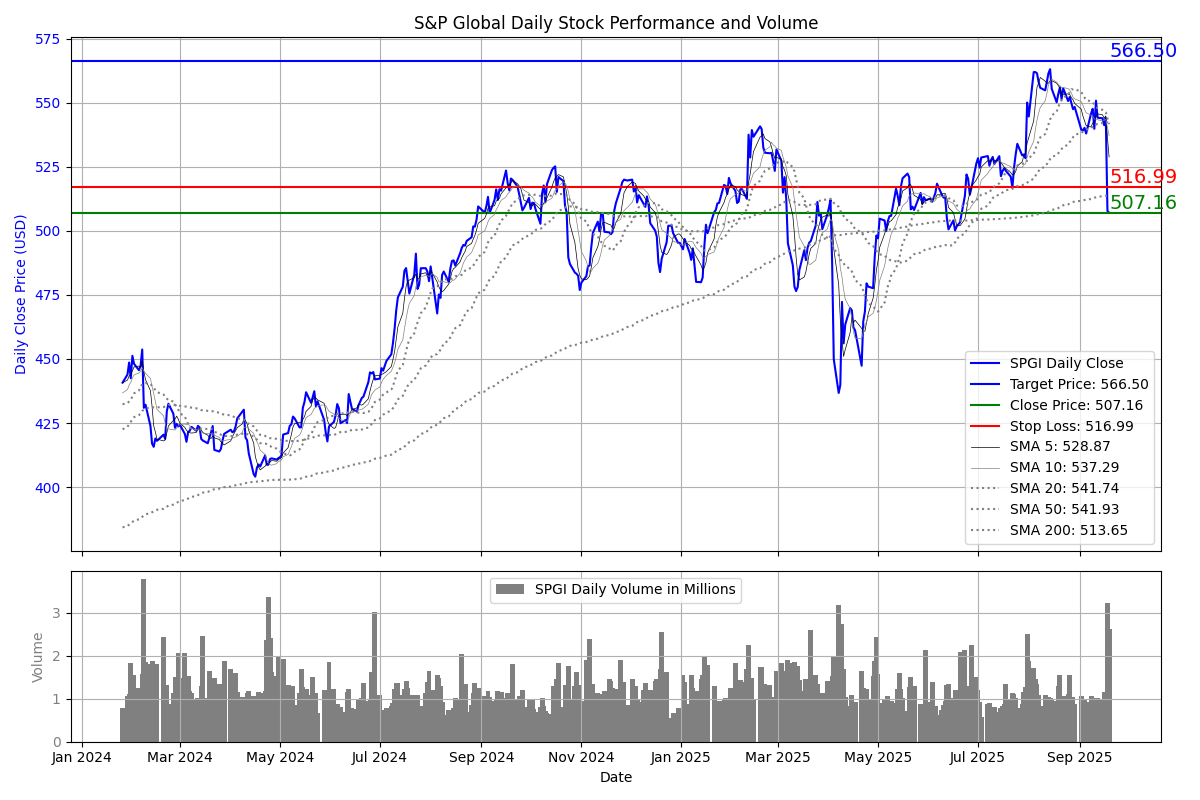 S&P Global Daily Stock Performance and Volume
575
550
525
500
475
450
425
400
Daily Close Price (USD)
566.50
516.99
507.16
SPGI Daily Close
Target Price: 566.50
Close Price: 507.16
Stop Loss: 516.99
SMA 5: 528.87
SMA 10: 537.29
SMA 20: 541.74
SMA 50: 541.93
SMA 200: 513.65
SPGI Daily Volume in Millions
3
2
1
0
Volume
Jan 2024 Mar 2024 May 2024 Jul 2024 Sep 2024 Nov 2024 Jan 2025 Mar 2025 May 2025 Jul 2025 Sep 2025
Date